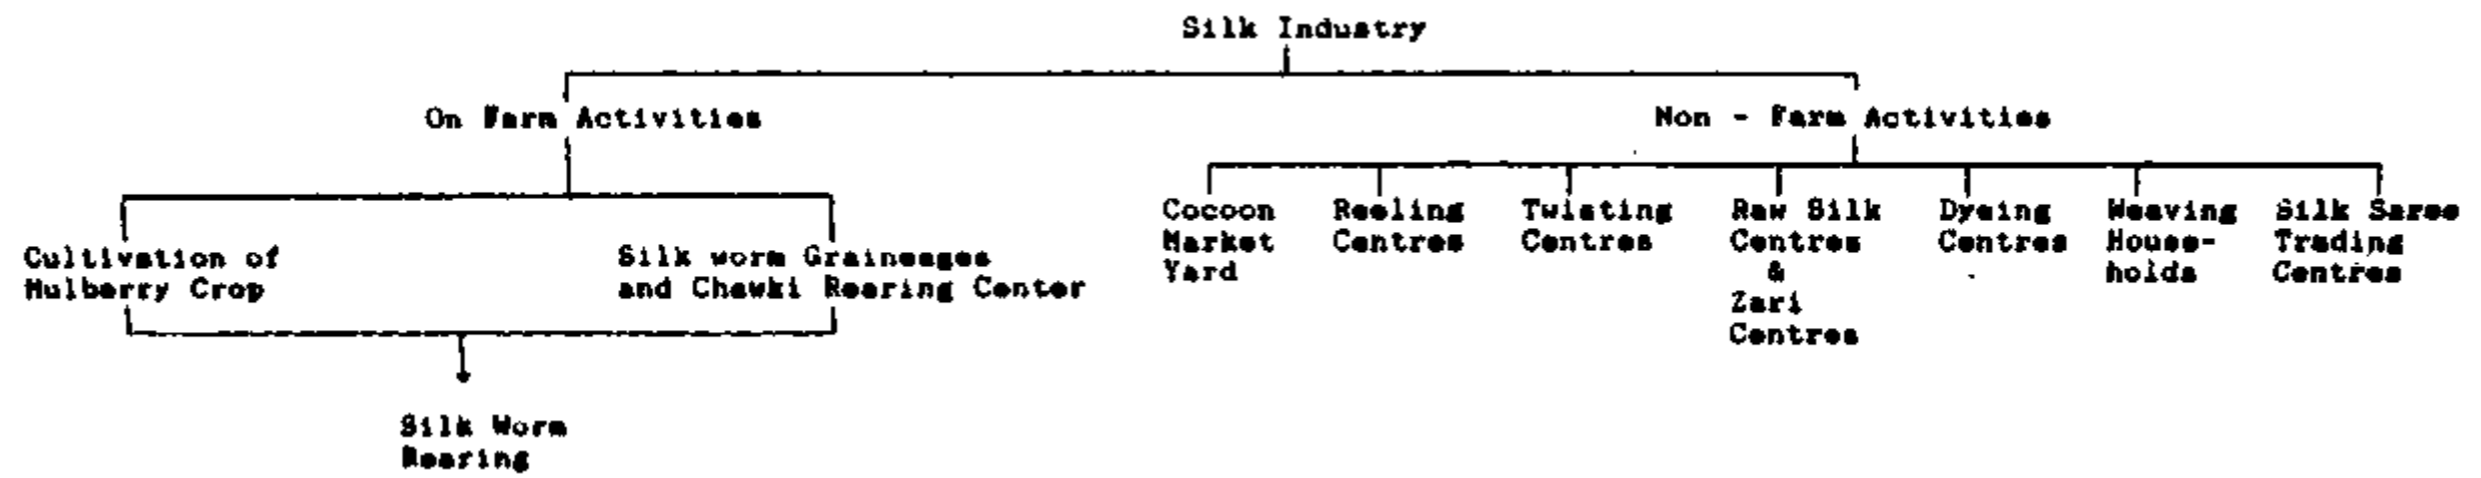 Silk Industry
On Farm Activities
Non - Farm Activities
Cultivation of
Mulberry Crop
Silk worm Graineages
and Chawki Rearing Center
Silk Worm
Rearing
Cocoon
Market
Yard
Reeling
Centres
Twisting
Centres
Raw Silk
Centres
&
Zari
Centres
Dyeing
Centres
Weaving
House-
holds
Silk Saree
Trading
Centres